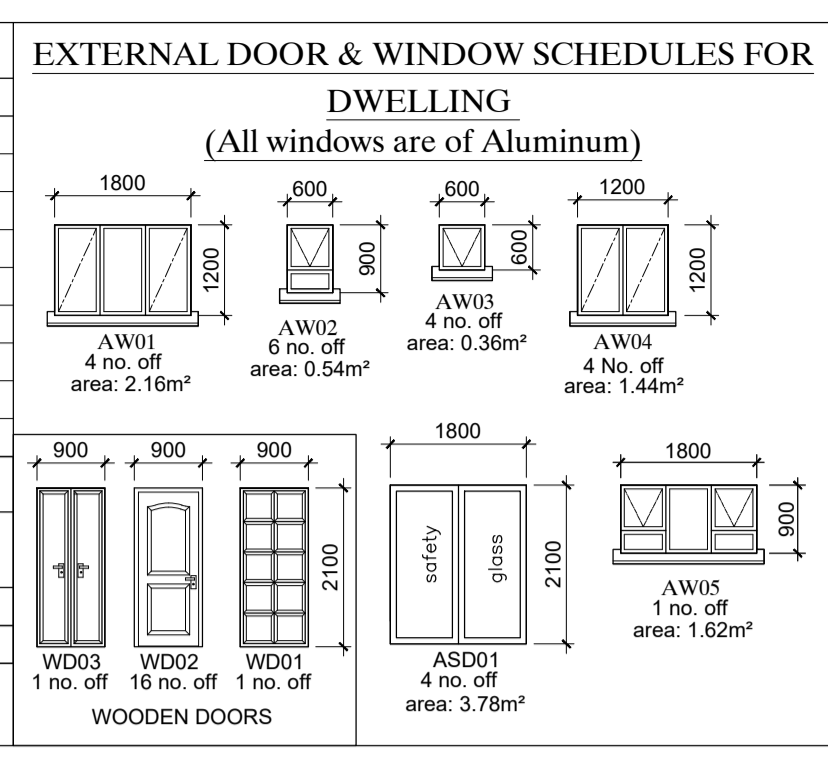 EXTERNAL DOOR & WINDOW SCHEDULES FOR
DWELLING
(All windows are of Aluminum)
1800
1200
AW01
4 no. off
area: 2.16m²
600
900
AW02
6 no. off
area: 0.54m²
600
600
AW03
4 no. off
area: 0.36m²
1200
1200
AW04
4 No. off
area: 1.44m²
900
WD03
1 no. off
900
WD02
16 no. off
900
2100
WD01
1 no. off
WOODEN DOORS
1800
safety
glass
2100
ASD01
4 no. off
area: 3.78m²
1800
900
AW05
1 no. off
area: 1.62m²